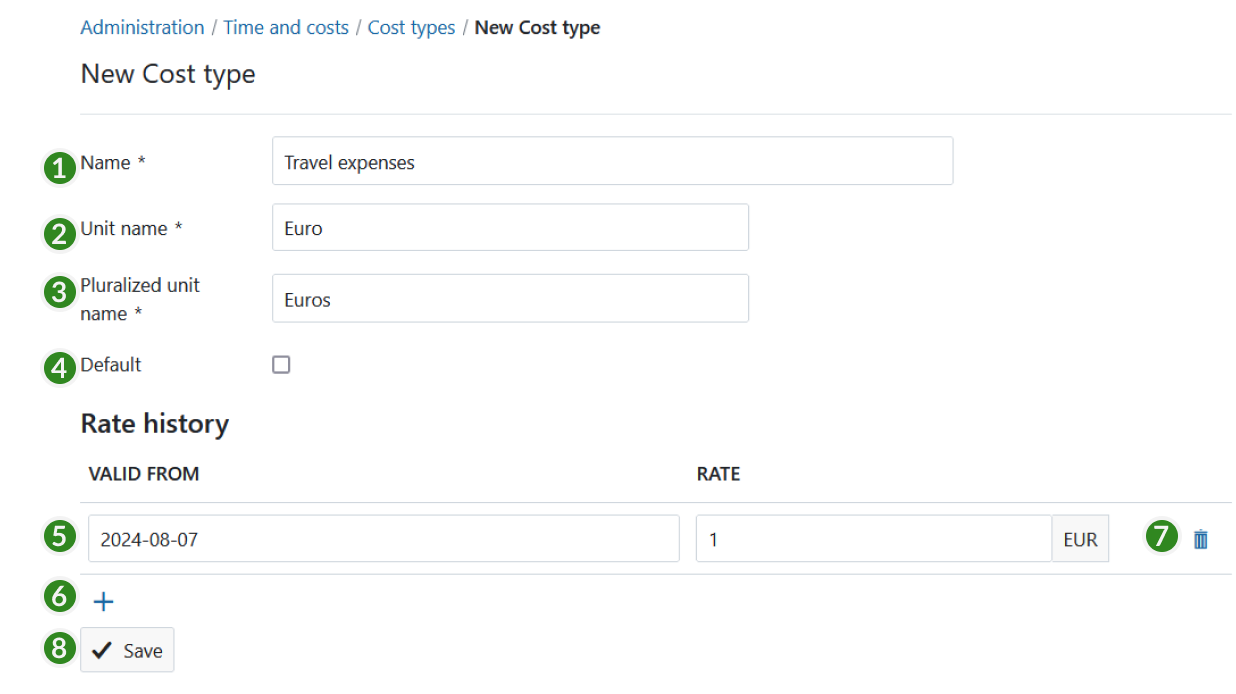 Administration / Time and costs / Cost types / New Cost type
New Cost type
1 Name * Travel expenses
2 Unit name * Euro
3 Pluralized unit
name * Euros
4 Default
Rate history
VALID FROM RATE
5 2024-08-07 1 EUR 7
6 +
8 Save